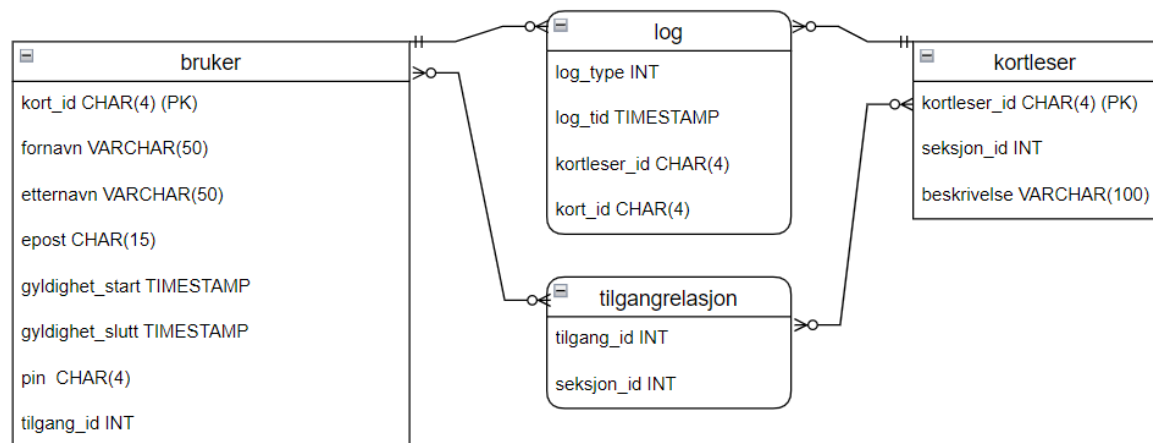 bruker
kort_id CHAR(4) (PK)
fornavn VARCHAR(50)
etternavn VARCHAR(50)
epost CHAR(15)
gyldighet_start TIMESTAMP
gyldighet_slutt TIMESTAMP
pin CHAR(4)
tilgang_id INT
log
log_type INT
log_tid TIMESTAMP
kortleser_id CHAR(4)
kort_id CHAR(4)
tilgangrelasjon
tilgang_id INT
seksjon_id INT
kortleser
kortleser_id CHAR(4) (PK)
seksjon_id INT
beskrivelse VARCHAR(100)